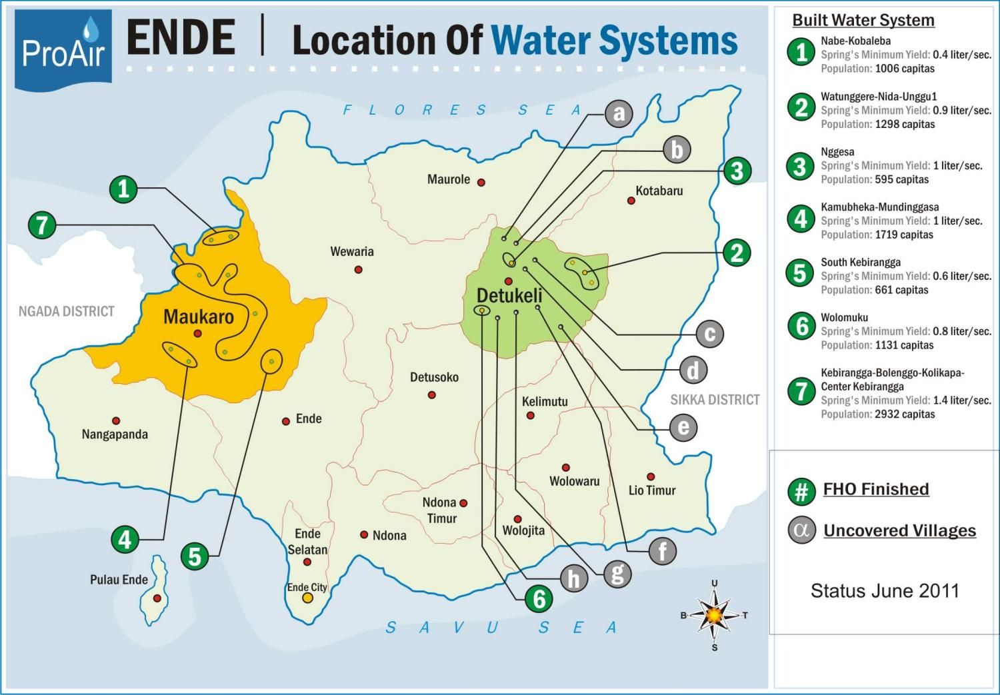 ProAir
ENDE | Location Of Water Systems
FLORES SEA
a
b
3
1
7
2
Maurole
Kotabaru
Wewaria
Detukeli
NGADA DISTRICT
Maukaro
c
d
Detusoko
Kelimutu
SIKKA DISTRICT
e
Nangapanda
Ende
Wolowaru
Lio Timur
Ndona
Timur
Wolojita
Ende
Selatan
Ndona
4
5
f
g
h
6
Pulau Ende
Ende City
SAVU SEA
U
B
T
S
Built Water System
1
Nabe-Kobaleba
Spring's Minimum Yield: 0.4 liter/sec.
Population: 1006 capitas
2
Watunggere-Nida-Unggu1
Spring's Minimum Yield: 0.9 liter/sec.
Population: 1298 capitas
3
Nggesa
Spring's Minimum Yield: 1 liter/sec.
Population: 595 capitas
4
Kamubheka-Mundinggasa
Spring's Minimum Yield: 1 liter/sec.
Population: 1719 capitas
5
South Kebirangga
Spring's Minimum Yield: 0.6 liter/sec.
Population: 661 capitas
6
Wolomuku
Spring's Minimum Yield: 0.8 liter/sec.
Population: 1131 capitas
7
Kebirangga-Bolenggo-Kolikapa-
Center Kebirangga
Spring's Minimum Yield: 1.4 liter/sec.
Population: 2932 capitas
# FHO Finished
α Uncovered Villages
Status June 2011